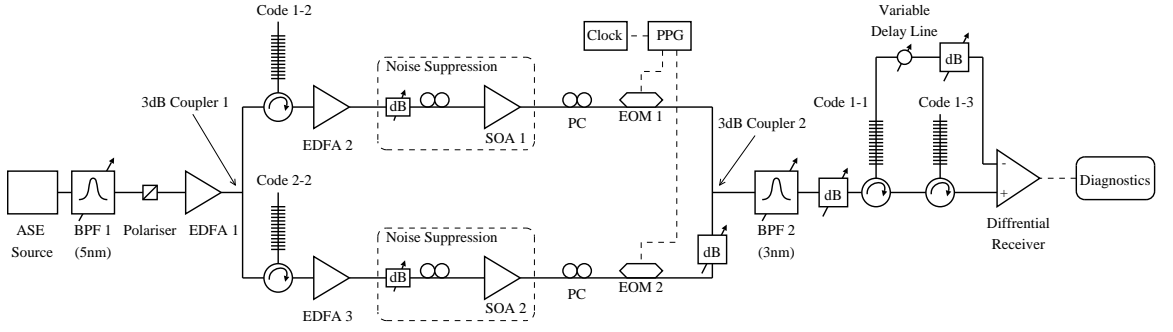 Code 1-2
Variable
Delay Line
Clock
PPG
dB
Noise Suppression
Code 1-1
Code 1-3
3dB Coupler 1
dB
EOM 1
PC
3dB Coupler 2
EDFA 2
SOA 1
-
Code 2-2
dB
+
Diagnostics
ASE
Source
BPF 1
(5nm)
Polariser
EDFA 1
BPF 2
(3nm)
Diffrential
Receiver
Noise Suppression
dB
dB
PC
EOM 2
EDFA 3
SOA 2